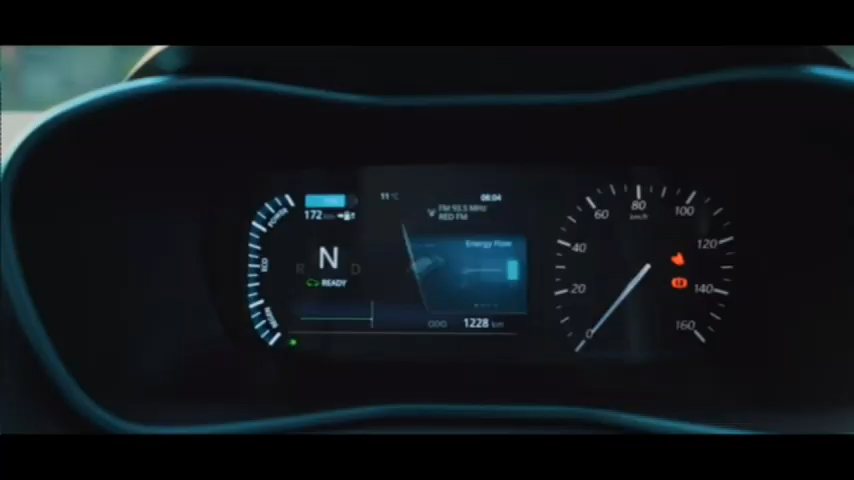 POWER
172 km
11 °C
08:04
FM 93.5 MHz
RED FM
Energy Flow
R N D
READY
ODO 1228 km
0
20
40
60
80
100
120
140
160
km/h